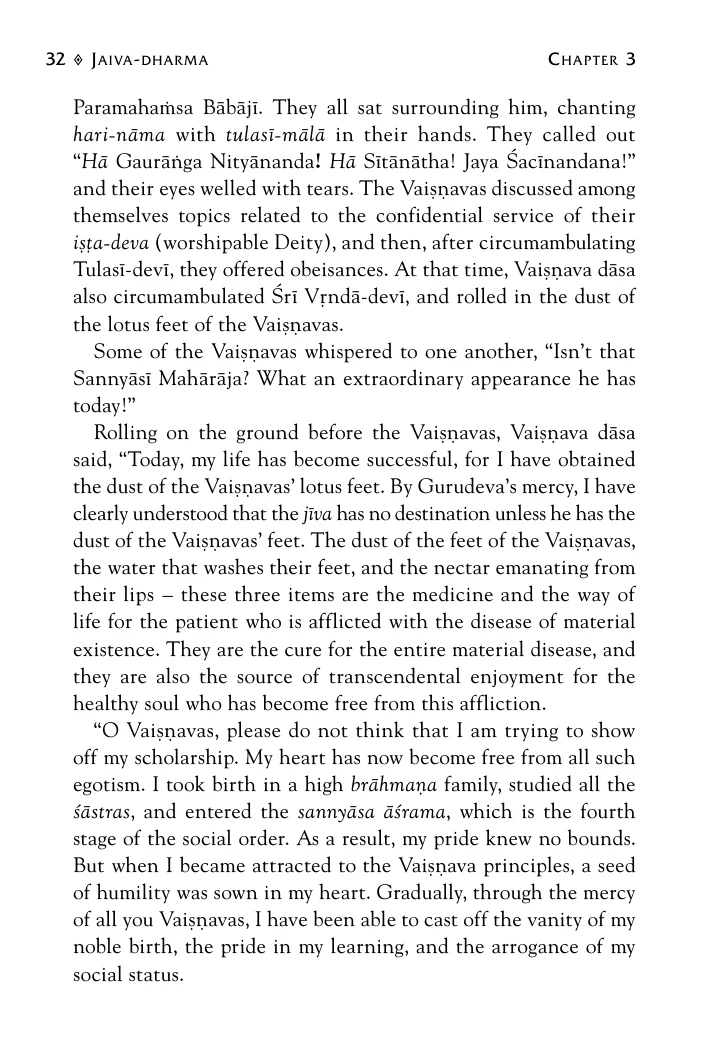 32 ◈ JAIVA-DHARMA CHAPTER 3
Paramahaṁsa Bābājī. They all sat surrounding him, chanting
hari-nāma with tulasī-mālā in their hands. They called out
“Hā Gaurāṅga Nityānanda! Hā Sītānātha! Jaya Śacīnandana!”
and their eyes welled with tears. The Vaiṣṇavas discussed among
themselves topics related to the confidential service of their
iṣṭa-deva (worshipable Deity), and then, after circumambulating
Tulasī-devī, they offered obeisances. At that time, Vaiṣṇava dāsa
also circumambulated Śrī Vṛndā-devī, and rolled in the dust of
the lotus feet of the Vaiṣṇavas.
Some of the Vaiṣṇavas whispered to one another, “Isn’t that
Sannyāsī Mahārāja? What an extraordinary appearance he has
today!”
Rolling on the ground before the Vaiṣṇavas, Vaiṣṇava dāsa
said, “Today, my life has become successful, for I have obtained
the dust of the Vaiṣṇavas’ lotus feet. By Gurudeva’s mercy, I have
clearly understood that the jīva has no destination unless he has the
dust of the Vaiṣṇavas’ feet. The dust of the feet of the Vaiṣṇavas,
the water that washes their feet, and the nectar emanating from
their lips – these three items are the medicine and the way of
life for the patient who is afflicted with the disease of material
existence. They are the cure for the entire material disease, and
they are also the source of transcendental enjoyment for the
healthy soul who has become free from this affliction.
“O Vaiṣṇavas, please do not think that I am trying to show
off my scholarship. My heart has now become free from all such
egotism. I took birth in a high brāhmaṇa family, studied all the
śāstras, and entered the sannyāsa āśrama, which is the fourth
stage of the social order. As a result, my pride knew no bounds.
But when I became attracted to the Vaiṣṇava principles, a seed
of humility was sown in my heart. Gradually, through the mercy
of all you Vaiṣṇavas, I have been able to cast off the vanity of my
noble birth, the pride in my learning, and the arrogance of my
social status.